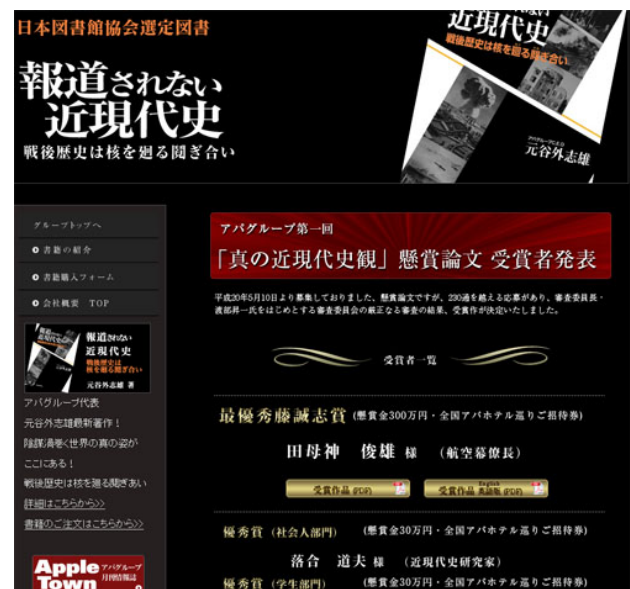 日本図書館協会選定図書
報道されない
近現代史
戦後歴史は核を廻る鬩ぎ合い
近現代史
戦後歴史は核を廻る鬩ぎ合い
元谷外志雄
グループトップへ
書籍の紹介
書籍購入フォーム
会社概要 TOP
報道されない
近現代史
戦後歴史は
核を廻る鬩ぎ合い
元谷外志雄 著
アパグループ代表
元谷外志雄最新著作!
陰謀渦巻く世界の真の姿が
ここにある!
戦後歴史は核を廻る鬩ぎあい
詳細はこちらから>>
書籍のご注文はこちらから>>
Apple
Town
アパグループ
月刊情報誌
アパグループ第一回
「真の近現代史観」懸賞論文 受賞者発表
平成20年5月10日より募集しておりました、懸賞論文ですが、230通を越える応募があり、審査委員長・
渡部昇一氏をはじめとする審査委員会の厳正なる審査の結果、受賞作が決定いたしました。
受賞者一覧
最優秀藤誠志賞 (懸賞金300万円・全国アパホテル巡りご招待券)
田母神 俊雄 様 (航空幕僚長)
受賞作品 (PDF)
English
受賞作品 英語版 (PDF)
優秀賞 (社会人部門) (懸賞金30万円・全国アパホテル巡りご招待券)
落合 道夫 様 (近現代史研究家)
優秀賞 (学生部門) (懸賞金30万円・全国アパホテル巡りご招待券)